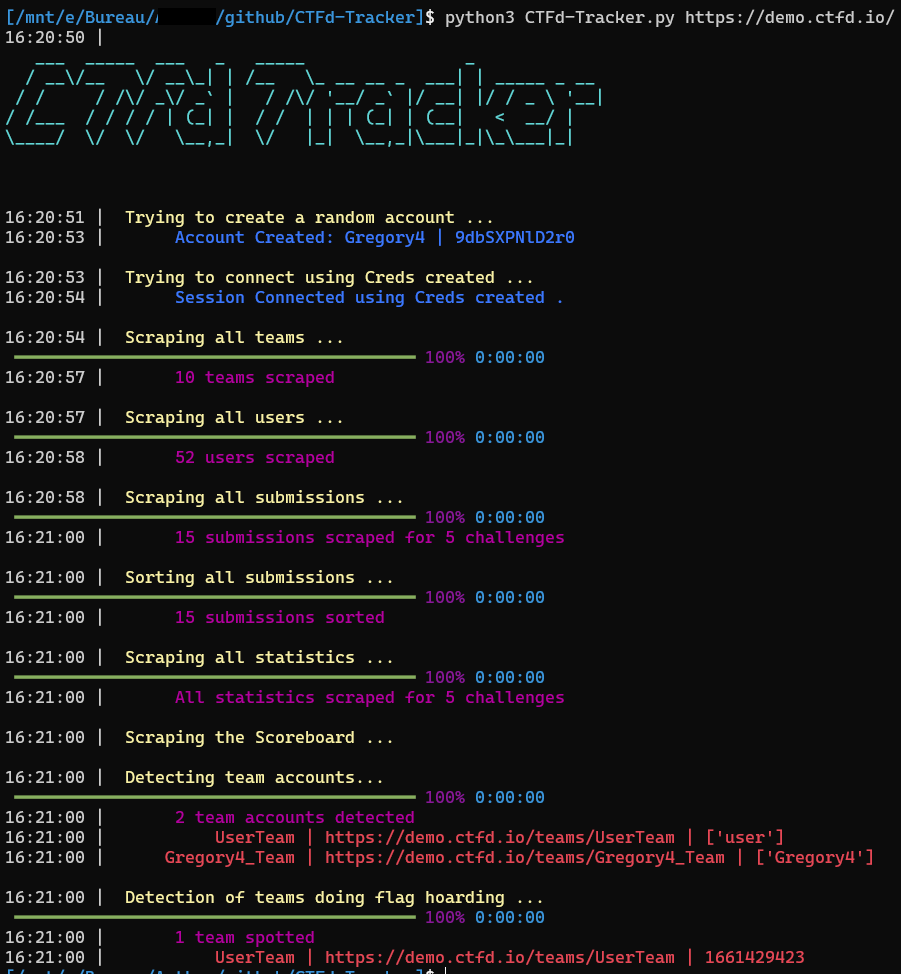 [/mnt/e/Bureau/ /github/CTFd-Tracker]$ python3 CTFd-Tracker.py https://demo.ctfd.io/
16:20:50 |
CTFd Tracker
16:20:51 | Trying to create a random account ...
16:20:53 | Account Created: Gregory4 | 9dbSXPNlD2r0
16:20:53 | Trying to connect using Creds created ...
16:20:54 | Session Connected using Creds created .
16:20:54 | Scraping all teams ...
100% 0:00:00
16:20:57 | 10 teams scraped
16:20:57 | Scraping all users ...
100% 0:00:00
16:20:58 | 52 users scraped
16:20:58 | Scraping all submissions ...
100% 0:00:00
16:21:00 | 15 submissions scraped for 5 challenges
16:21:00 | Sorting all submissions ...
100% 0:00:00
16:21:00 | 15 submissions sorted
16:21:00 | Scraping all statistics ...
100% 0:00:00
16:21:00 | All statistics scraped for 5 challenges
16:21:00 | Scraping the Scoreboard ...
16:21:00 | Detecting team accounts...
100% 0:00:00
16:21:00 | 2 team accounts detected
16:21:00 | UserTeam | https://demo.ctfd.io/teams/UserTeam | ['user']
16:21:00 | Gregory4_Team | https://demo.ctfd.io/teams/Gregory4_Team | ['Gregory4']
16:21:00 | Detection of teams doing flag hoarding ...
100% 0:00:00
16:21:00 | 1 team spotted
16:21:00 | UserTeam | https://demo.ctfd.io/teams/UserTeam | 1661429423